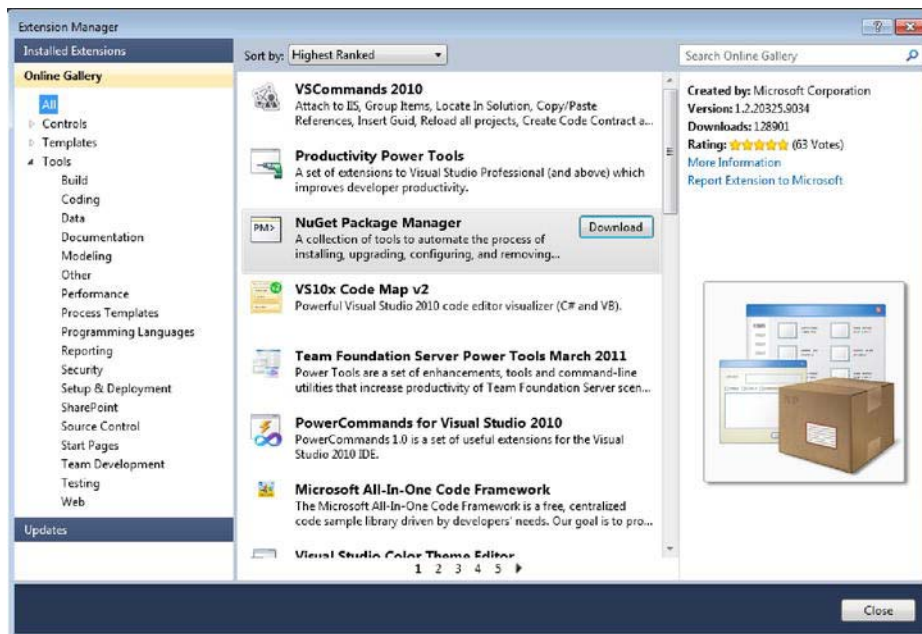 Extension Manager
Installed Extensions
Online Gallery
All
Controls
Templates
Tools
Build
Coding
Data
Documentation
Modeling
Other
Performance
Process Templates
Programming Languages
Reporting
Security
Setup & Deployment
SharePoint
Source Control
Start Pages
Team Development
Testing
Web
Updates
Sort by: Highest Ranked
VSCommands 2010
Attach to IIS, Group Items, Locate In Solution, Copy/Paste
References, Insert Guid, Reload all projects, Create Code Contract a...
Productivity Power Tools
A set of extensions to Visual Studio Professional (and above) which
improves developer productivity.
PM>
NuGet Package Manager
Download
A collection of tools to automate the process of
installing, upgrading, configuring, and removing...
VS10x Code Map v2
Powerful Visual Studio 2010 code editor visualizer (C# and VB).
Team Foundation Server Power Tools March 2011
Power Tools are a set of enhancements, tools and command-line
utilities that increase productivity of Team Foundation Server scen...
PowerCommands for Visual Studio 2010
PowerCommands 1.0 is a set of useful extensions for the Visual
Studio 2010 IDE.
Microsoft All-In-One Code Framework
The Microsoft All-In-One Code Framework is a free, centralized
code sample library driven by developers' needs. Our goal is to pro...
Visual Studio Color Theme Editor
1 2 3 4 5
Search Online Gallery
Created by: Microsoft Corporation
Version: 1.2.20325.9034
Downloads: 128901
Rating: (63 Votes)
More Information
Report Extension to Microsoft
Close